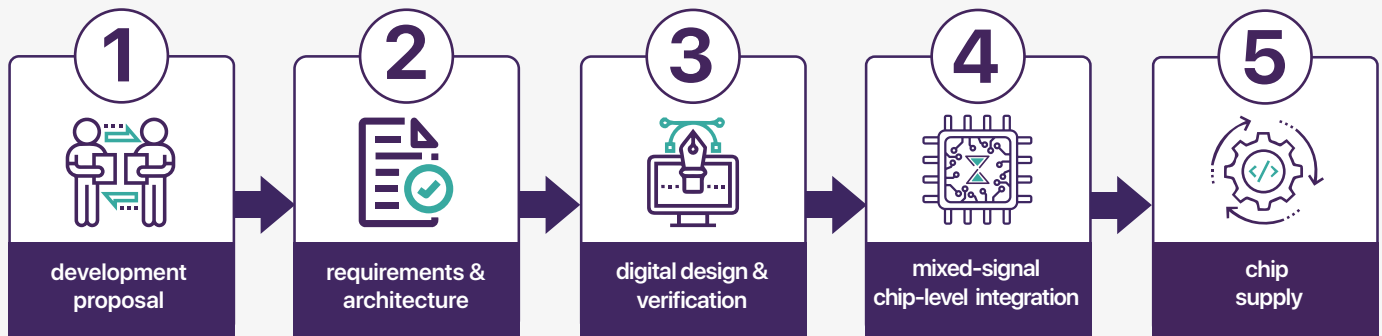 1
development
proposal
2
requirements &
architecture
3
digital design &
verification
4
mixed-signal
chip-level integration
5
</>
chip
supply